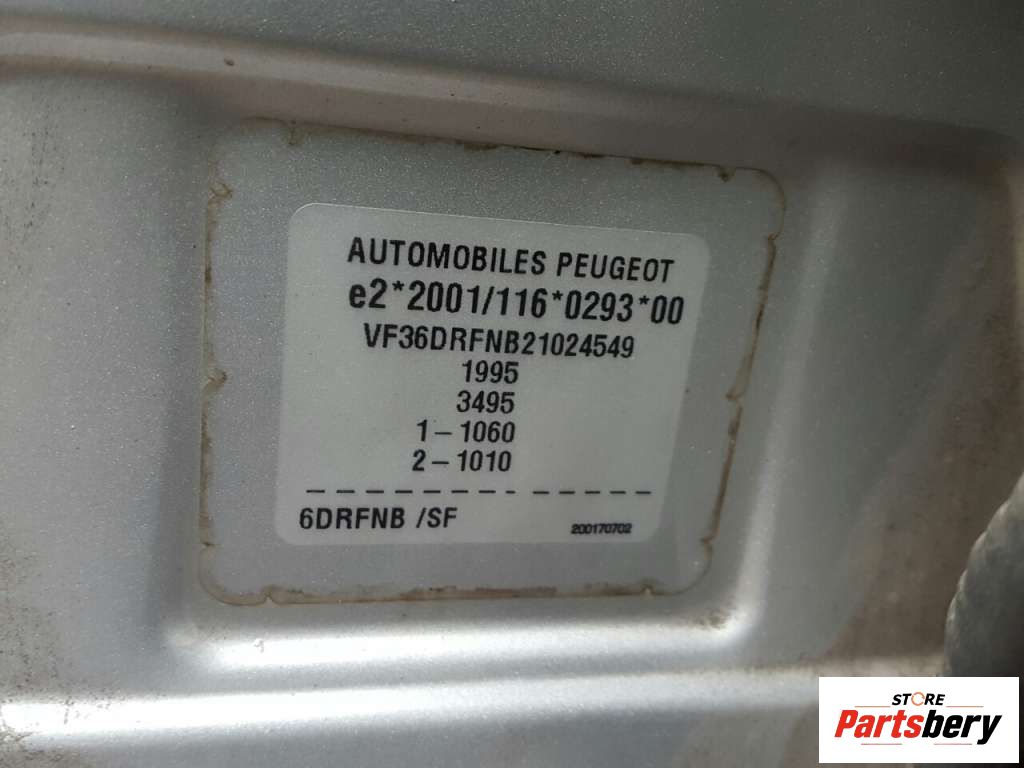 AUTOMOBILES PEUGEOT
e2*2001/116*0293*00
VF36DRFNB21024549
1995
3495
1-1060
2-1010
6DRFNB /SF
200170702
STORE
Partsbery